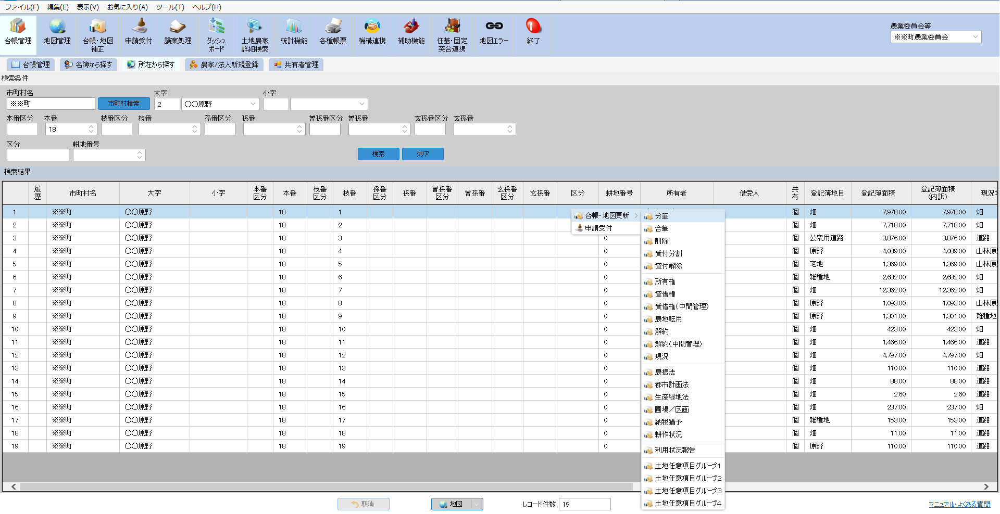 ファイル(F) 編集(E) 表示(V) お気に入り(A) ツール(T) ヘルプ(H)
台帳管理 地図管理 台帳・地図補正 申請受付 議案処理 ダッシュボード 土地農家詳細検索 統計機能 各種帳票 機構連携 補助機能 住基・固定突合連携 地図エラー 終了
農業委員会等
※※町農業委員会
台帳管理 名簿から探す 所在から探す 農家/法人新規登録 共有者管理
検索条件
市町村名 大字 小字
※※町 市町村検索 2 〇〇原野
本番区分 本番 枝番区分 枝番 孫番区分 孫番 曾孫番区分 曾孫番 玄孫番区分 玄孫番
18
区分 耕地番号
検索 クリア
検索結果
履歴 市町村名 大字 小字 本番区分 本番 枝番区分 枝番 孫番区分 孫番 曾孫番区分 曾孫番 玄孫番区分 玄孫番 区分 耕地番号 所有者 借受人 共有 登記簿地目 登記簿面積 登記簿面積(内訳) 現況
1 ※※町 〇〇原野 18 1 個 畑 7,978.00 7,978.00 畑
2 ※※町 〇〇原野 18 2 個 畑 7,718.00 7,718.00 畑
3 ※※町 〇〇原野 18 3 0 個 公衆用道路 3,876.00 3,876.00 道路
4 ※※町 〇〇原野 18 4 0 個 原野 4,089.00 4,089.00 山林原
5 ※※町 〇〇原野 18 5 0 個 宅地 1,369.00 1,369.00 山林原
6 ※※町 〇〇原野 18 6 0 個 雑種地 2,682.00 2,682.00 畑
7 ※※町 〇〇原野 18 7 0 個 畑 12,362.00 12,362.00 畑
8 ※※町 〇〇原野 18 8 0 個 原野 1,093.00 1,093.00 山林原
9 ※※町 〇〇原野 18 9 0 個 原野 1,301.00 1,301.00 雑種地
10 ※※町 〇〇原野 18 10 0 個 畑 423.00 423.00 畑
11 ※※町 〇〇原野 18 11 0 個 畑 1,466.00 1,466.00 道路
12 ※※町 〇〇原野 18 12 0 個 畑 4,797.00 4,797.00 畑
13 ※※町 〇〇原野 18 13 0 個 畑 110.00 110.00 道路
14 ※※町 〇〇原野 18 14 0 個 畑 88.00 88.00 道路
15 ※※町 〇〇原野 18 15 0 個 畑 2.60 2.60 道路
16 ※※町 〇〇原野 18 16 0 個 畑 237.00 237.00 畑
17 ※※町 〇〇原野 18 17 0 個 雑種地 153.00 153.00 道路
18 ※※町 〇〇原野 18 18 0 個 畑 11.00 11.00 道路
19 ※※町 〇〇原野 18 19 0 個 原野 110.00 110.00 道路
台帳・地図更新
申請受付
分筆
合筆
削除
貸付分割
貸付解除
所有権
貸借権
貸借権(中間管理)
農地転用
解約
解約(中間管理)
現況
農振法
都市計画法
生産緑地法
圃場/区画
納税猶予
耕作状況
利用状況報告
土地任意項目グループ1
土地任意項目グループ2
土地任意項目グループ3
土地任意項目グループ4
取消 地図 レコード件数 19 マニュアル・よくある質問